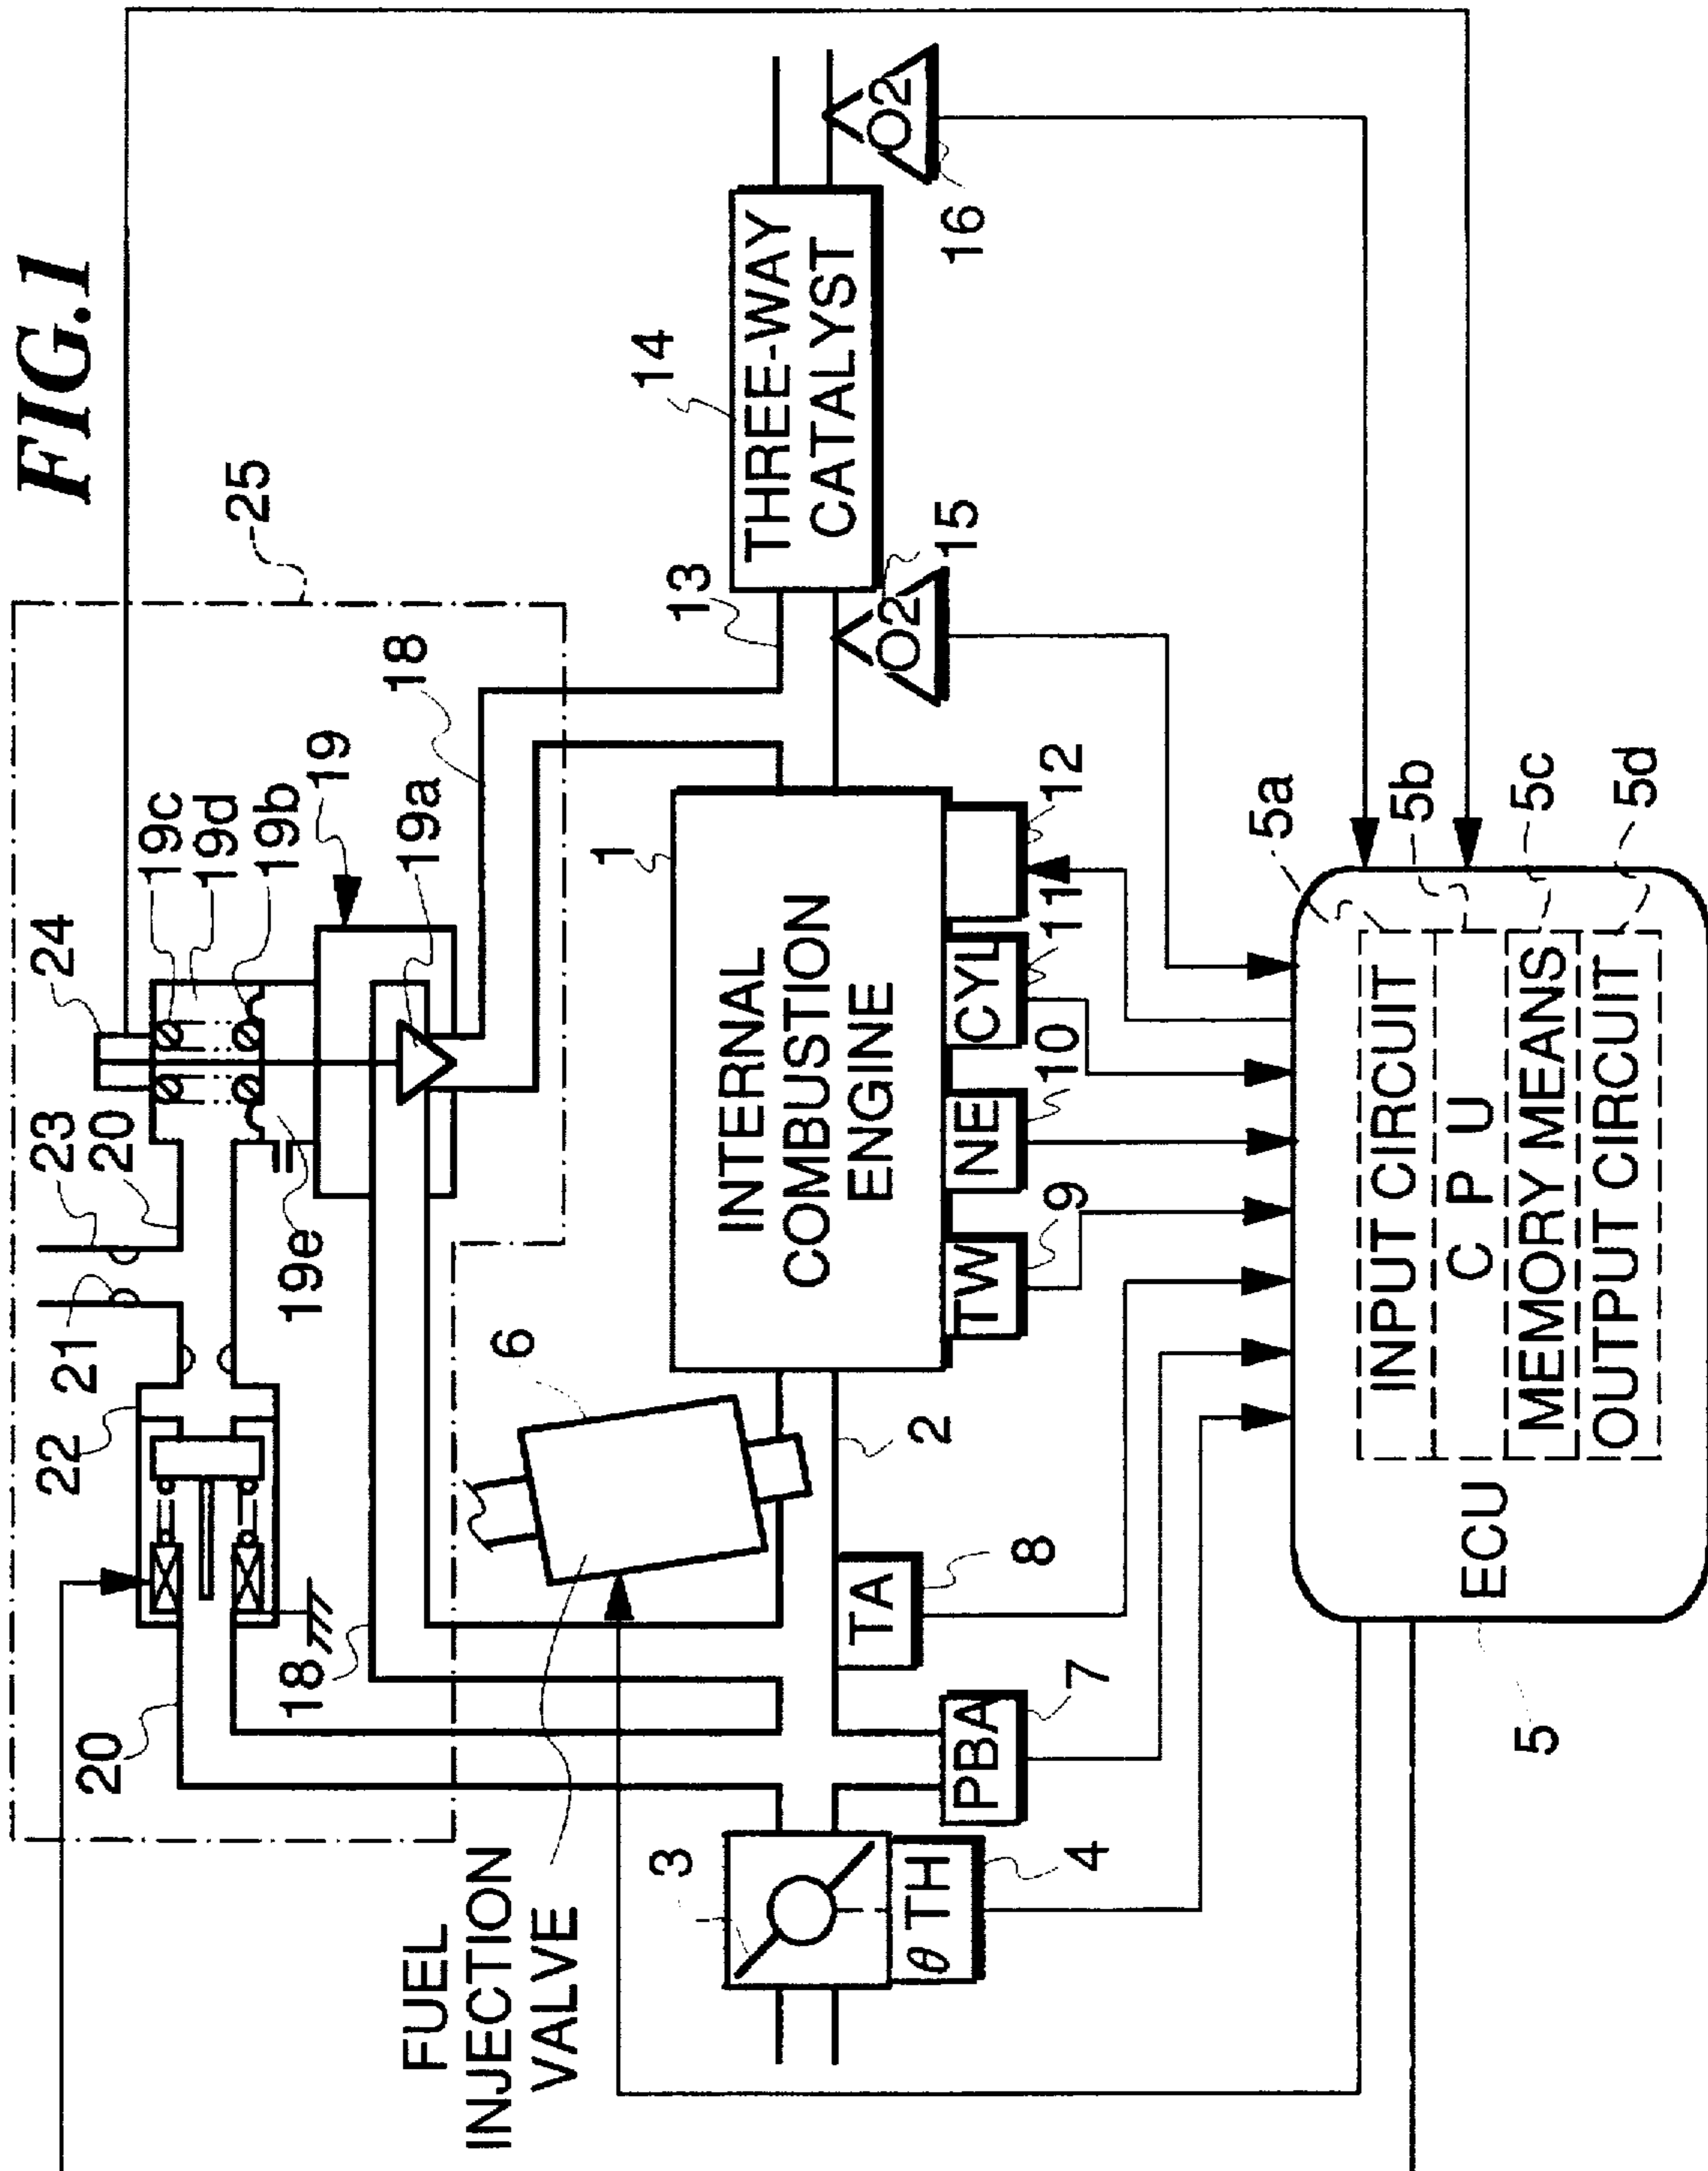 FIG.1
25
24
19c
19d
19b
19
19a
18
23
20
21
22
19e
18
20
FUEL
INJECTION
VALVE
6
1
INTERNAL
COMBUSTION
ENGINE
13
14
THREE-WAY
CATALYST
3
2
θTH
4
PBA
7
TA
8
TW
9
NE
10
CYL
11
12
O2
15
O2
16
ECU
5
INPUT CIRCUIT
5a
CPU
5b
MEMORY MEANS
5c
OUTPUT CIRCUIT
5d